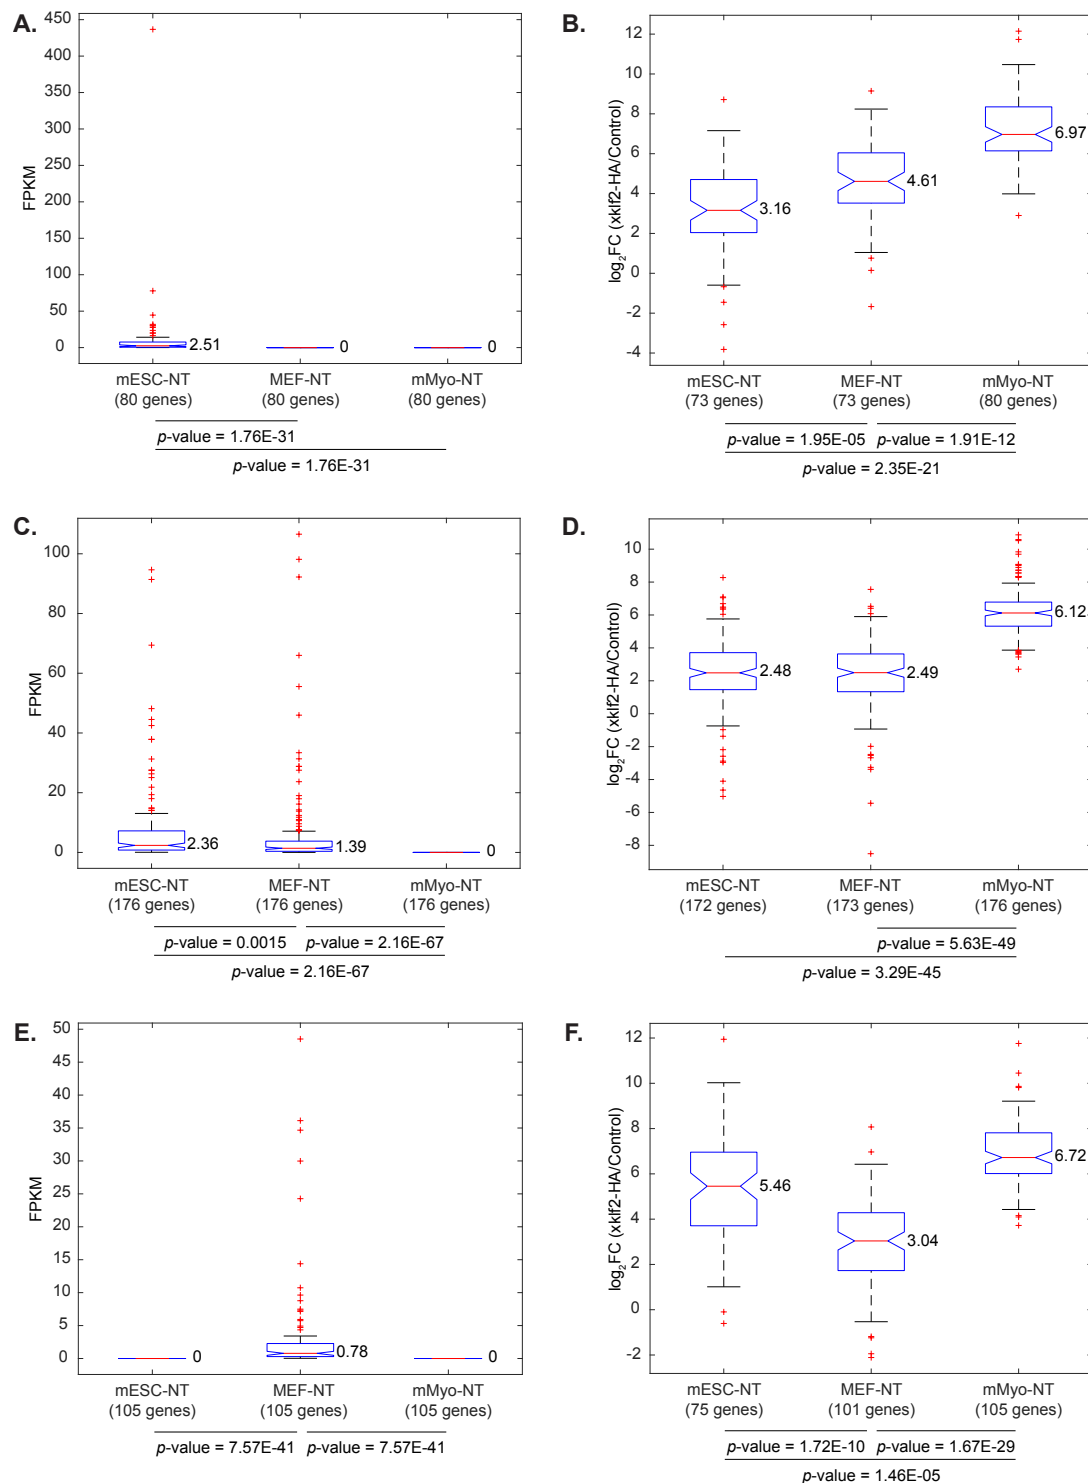 A.
FPKM
450
400
350
300
250
200
150
100
50
0
2.51
0
0
mESC-NT
(80 genes)
MEF-NT
(80 genes)
mMyo-NT
(80 genes)
p-value = 1.76E-31
p-value = 1.76E-31
B.
log2FC (xklf2-HA/Control)
12
10
8
6
4
2
0
-2
-4
3.16
4.61
6.97
mESC-NT
(73 genes)
MEF-NT
(73 genes)
mMyo-NT
(80 genes)
p-value = 1.95E-05
p-value = 1.91E-12
p-value = 2.35E-21
C.
FPKM
100
80
60
40
20
0
2.36
1.39
0
mESC-NT
(176 genes)
MEF-NT
(176 genes)
mMyo-NT
(176 genes)
p-value = 0.0015
p-value = 2.16E-67
p-value = 2.16E-67
D.
log2FC (xklf2-HA/Control)
10
8
6
4
2
0
-2
-4
-6
-8
2.48
2.49
6.12
mESC-NT
(172 genes)
MEF-NT
(173 genes)
mMyo-NT
(176 genes)
p-value = 5.63E-49
p-value = 3.29E-45
E.
FPKM
50
45
40
35
30
25
20
15
10
5
0
0
0.78
0
mESC-NT
(105 genes)
MEF-NT
(105 genes)
mMyo-NT
(105 genes)
p-value = 7.57E-41
p-value = 7.57E-41
F.
log2FC (xklf2-HA/Control)
12
10
8
6
4
2
0
-2
5.46
3.04
6.72
mESC-NT
(75 genes)
MEF-NT
(101 genes)
mMyo-NT
(105 genes)
p-value = 1.72E-10
p-value = 1.67E-29
p-value = 1.46E-05